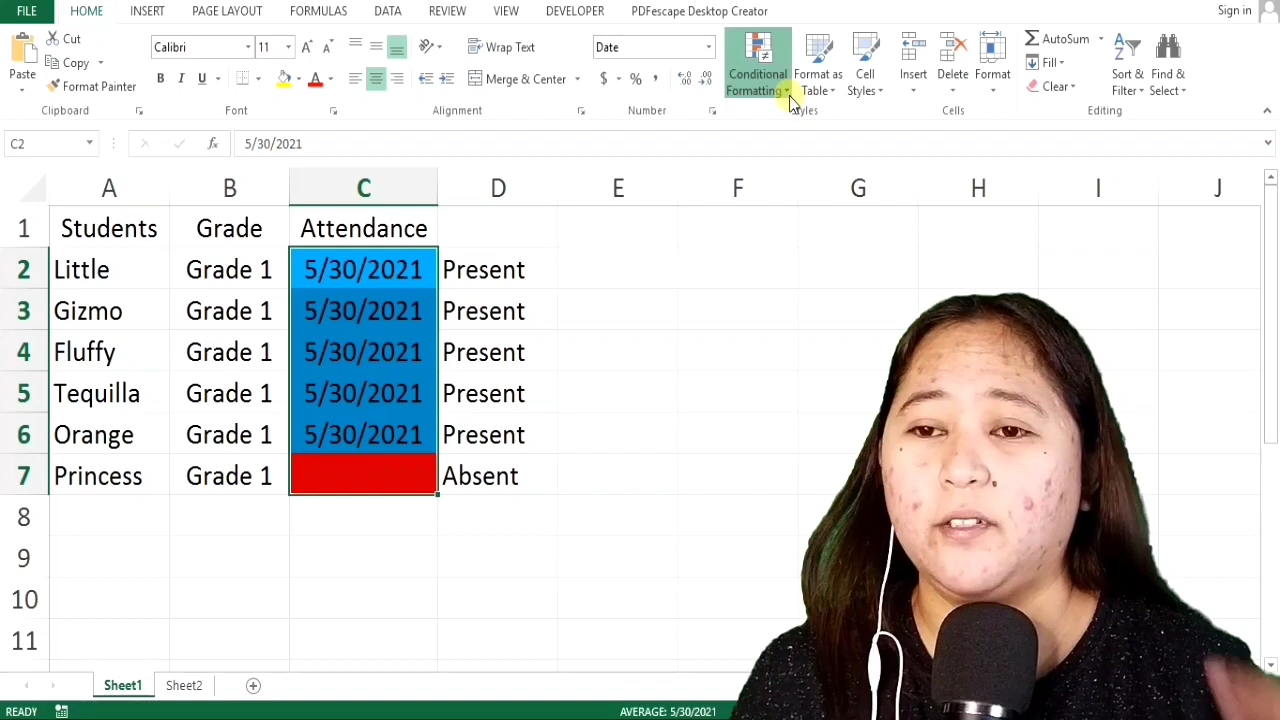 FILE HOME INSERT PAGE LAYOUT FORMULAS DATA REVIEW VIEW DEVELOPER PDFescape Desktop Creator Sign in
Cut
Copy
Format Painter
Paste
Clipboard
Calibri 11
B I U
Font
Wrap Text
Merge & Center
Alignment
Date
$ % ,
Number
Conditional Formatting
Format as Table
Cell Styles
Styles
Insert Delete Format
Cells
AutoSum
Fill
Clear
Sort & Filter
Find & Select
Editing
C2 fx 5/30/2021
A B C D E F G H I J
1 Students Grade Attendance
2 Little Grade 1 5/30/2021 Present
3 Gizmo Grade 1 5/30/2021 Present
4 Fluffy Grade 1 5/30/2021 Present
5 Tequilla Grade 1 5/30/2021 Present
6 Orange Grade 1 5/30/2021 Present
7 Princess Grade 1 Absent
8
9
10
11
Sheet1 Sheet2
READY AVERAGE: 5/30/2021